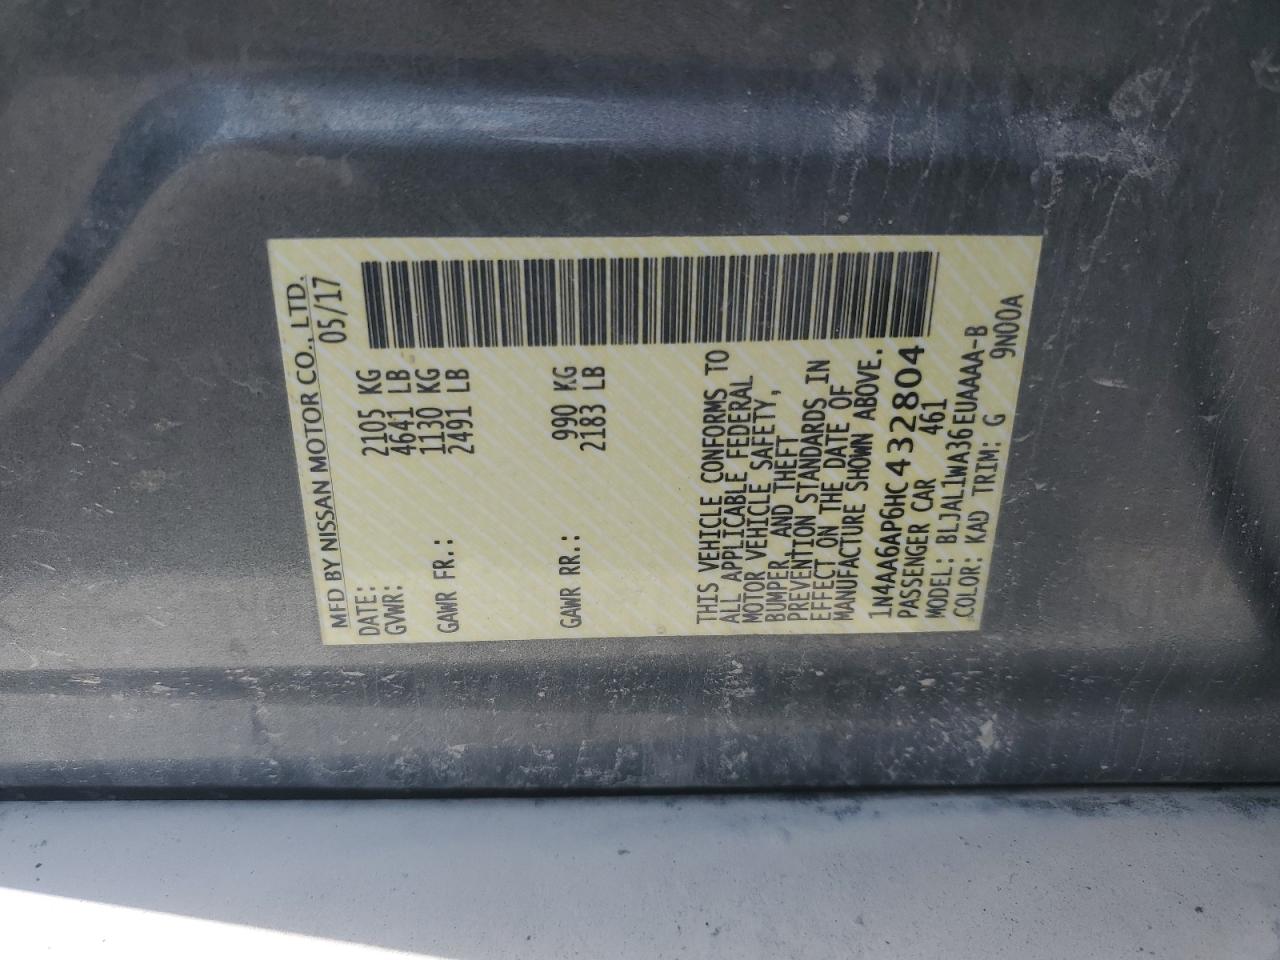 MFD BY NISSAN MOTOR CO., LTD.
DATE: 05/17
GVWR: 2105 KG
4641 LB
GAWR FR.: 1130 KG
2491 LB
GAWR RR.: 990 KG
2183 LB
THIS VEHICLE CONFORMS TO
ALL APPLICABLE FEDERAL
MOTOR VEHICLE SAFETY,
BUMPER, AND THEFT
PREVENTION STANDARDS IN
EFFECT ON THE DATE OF
MANUFACTURE SHOWN ABOVE.
1N4AA6AP6HC432804
PASSENGER CAR 461
MODEL: BLJAL1WA36EUAAAA-B
COLOR: KAD TRIM: G 9N00A